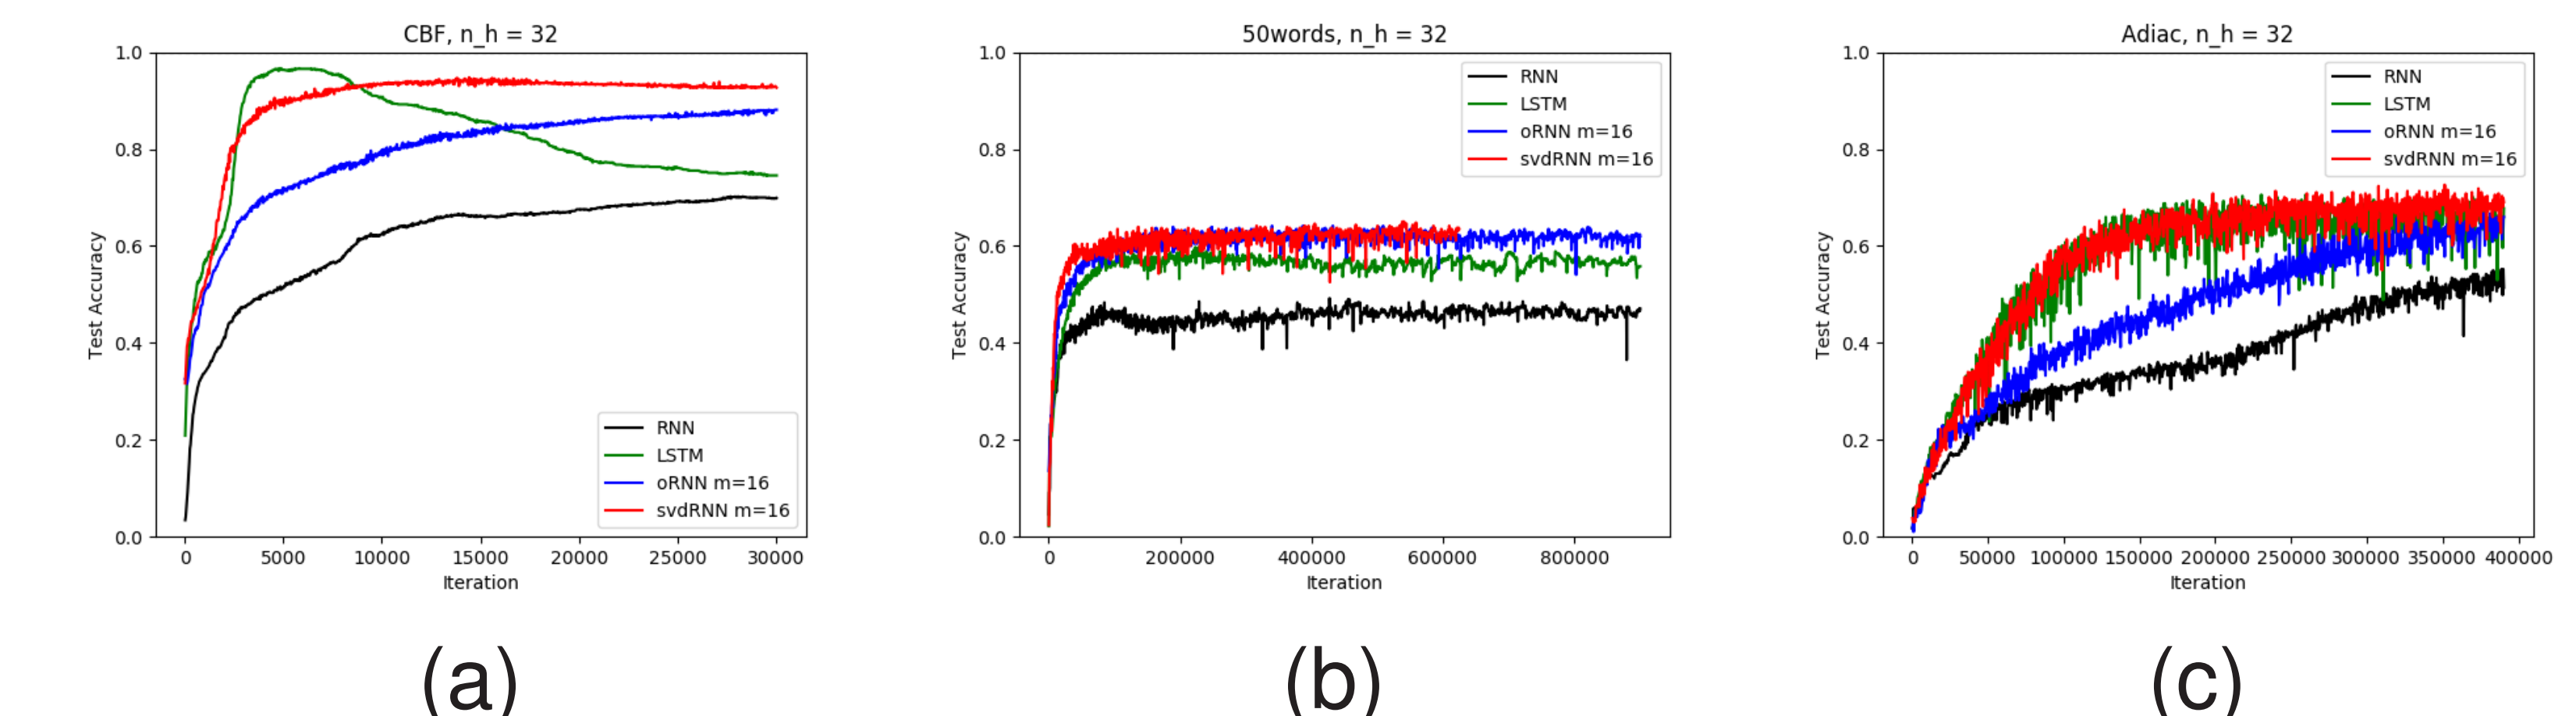 CBF, n_h = 32
1.0
0.8
0.6
0.4
0.2
0.0
Test Accuracy
RNN
LSTM
oRNN m=16
svdRNN m=16
0 5000 10000 15000 20000 25000 30000
Iteration
(a)
50words, n_h = 32
1.0
0.8
0.6
0.4
0.2
0.0
Test Accuracy
RNN
LSTM
oRNN m=16
svdRNN m=16
0 200000 400000 600000 800000
Iteration
(b)
Adiac, n_h = 32
1.0
0.8
0.6
0.4
0.2
0.0
Test Accuracy
RNN
LSTM
oRNN m=16
svdRNN m=16
0 50000 100000 150000 200000 250000 300000 350000 400000
Iteration
(c)